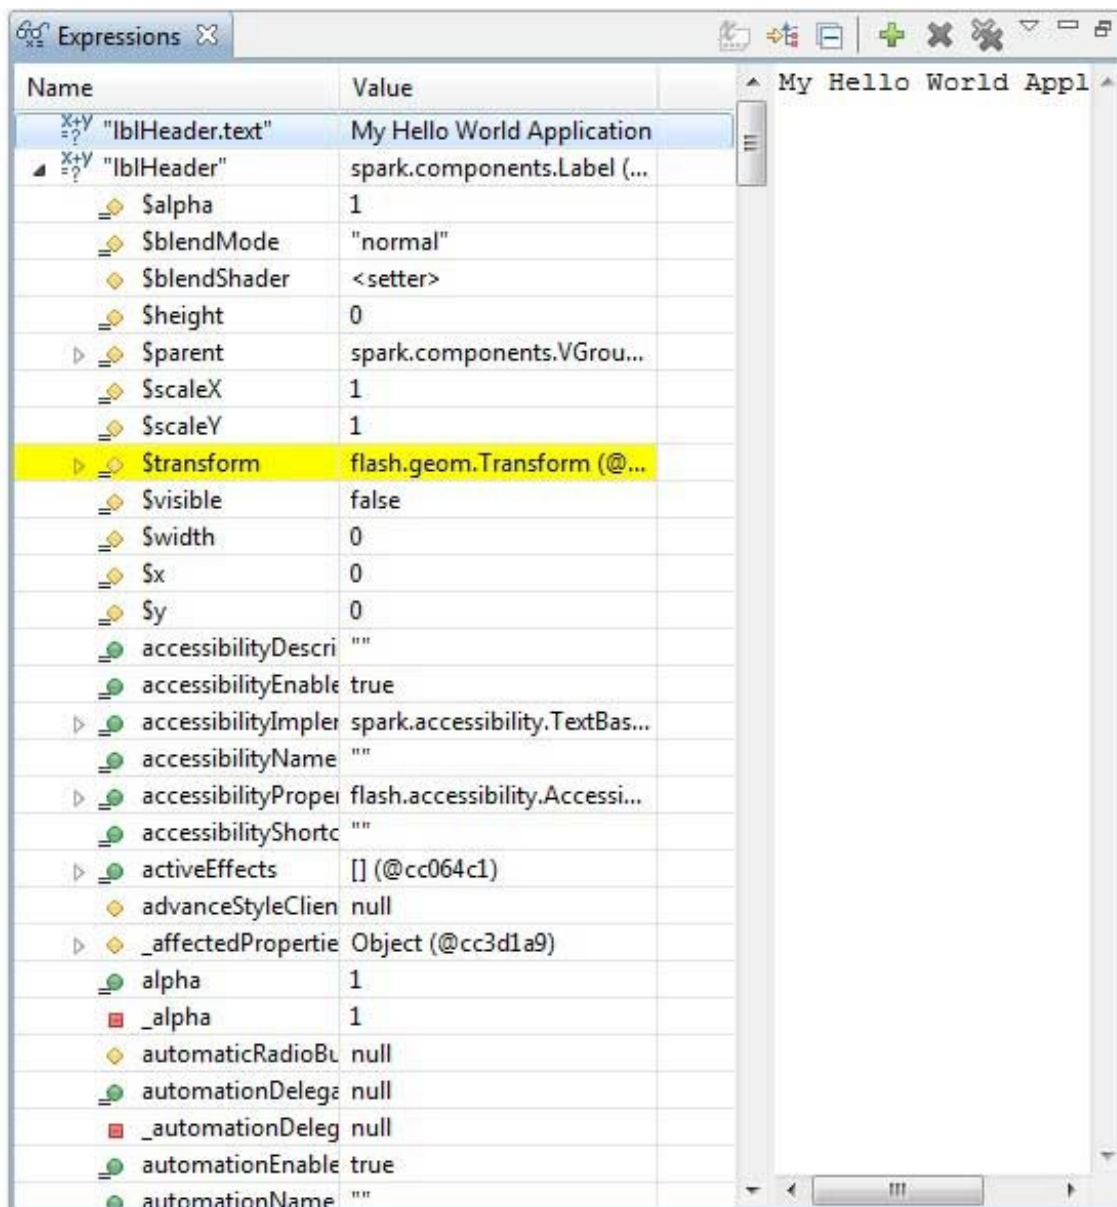 Expressions
Name Value
"lblHeader.text" My Hello World Application
"lblHeader" spark.components.Label (...
$alpha 1
$blendMode "normal"
$blendShader <setter>
$height 0
$parent spark.components.VGrou...
$scaleX 1
$scaleY 1
$transform flash.geom.Transform (@...
$visible false
$width 0
$x 0
$y 0
accessibilityDescri ""
accessibilityEnable true
accessibilityImpler spark.accessibility.TextBas...
accessibilityName ""
accessibilityProper flash.accessibility.Accessi...
accessibilityShortc ""
activeEffects [] (@cc064c1)
advanceStyleClien null
_affectedPropertie Object (@cc3d1a9)
alpha 1
_alpha 1
automaticRadioBu null
automationDelega null
_automationDeleg null
automationEnable true
automationName ""
My Hello World Appl